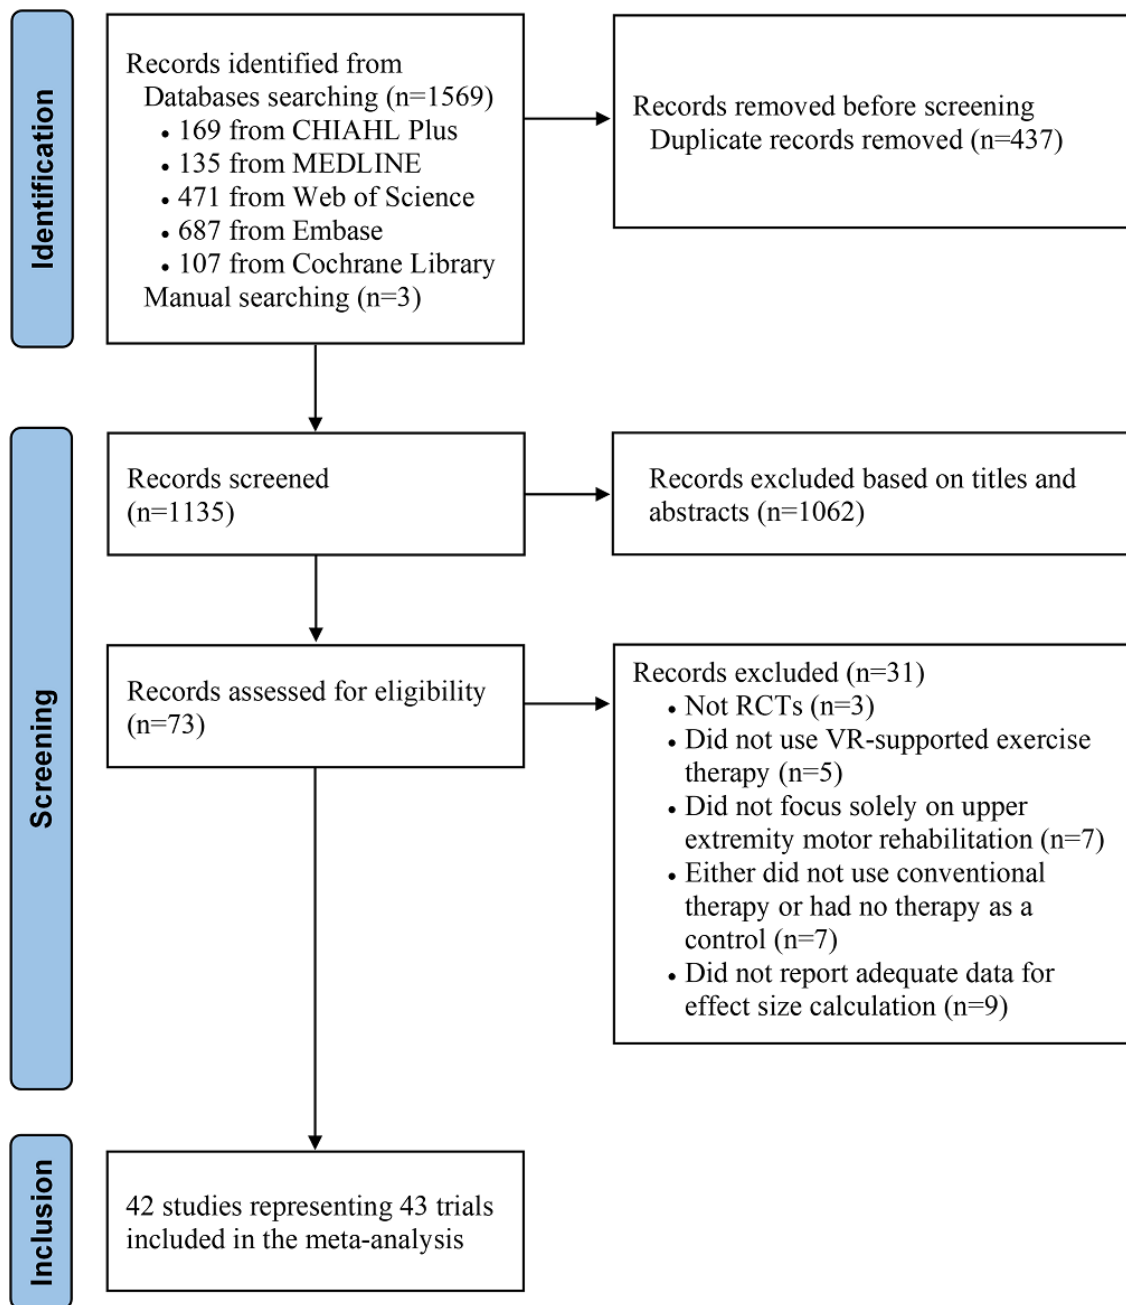 Identification
Records identified from
Databases searching (n=1569)
• 169 from CHIAHL Plus
• 135 from MEDLINE
• 471 from Web of Science
• 687 from Embase
• 107 from Cochrane Library
Manual searching (n=3)
Records removed before screening
Duplicate records removed (n=437)
Screening
Records screened
(n=1135)
Records excluded based on titles and
abstracts (n=1062)
Records assessed for eligibility
(n=73)
Records excluded (n=31)
• Not RCTs (n=3)
• Did not use VR-supported exercise
therapy (n=5)
• Did not focus solely on upper
extremity motor rehabilitation (n=7)
• Either did not use conventional
therapy or had no therapy as a
control (n=7)
• Did not report adequate data for
effect size calculation (n=9)
Inclusion
42 studies representing 43 trials
included in the meta-analysis